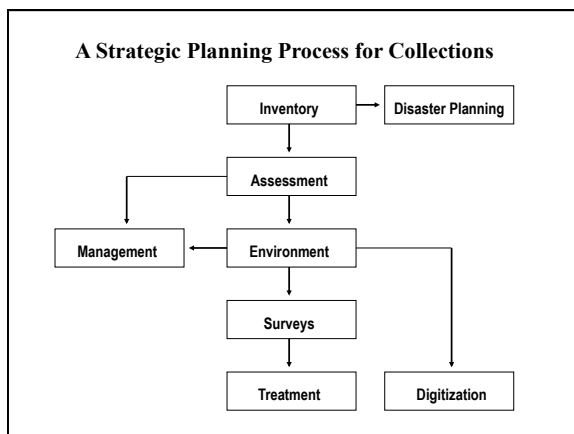 A Strategic Planning Process for Collections
Inventory
Disaster Planning
Assessment
Management
Environment
Surveys
Treatment
Digitization